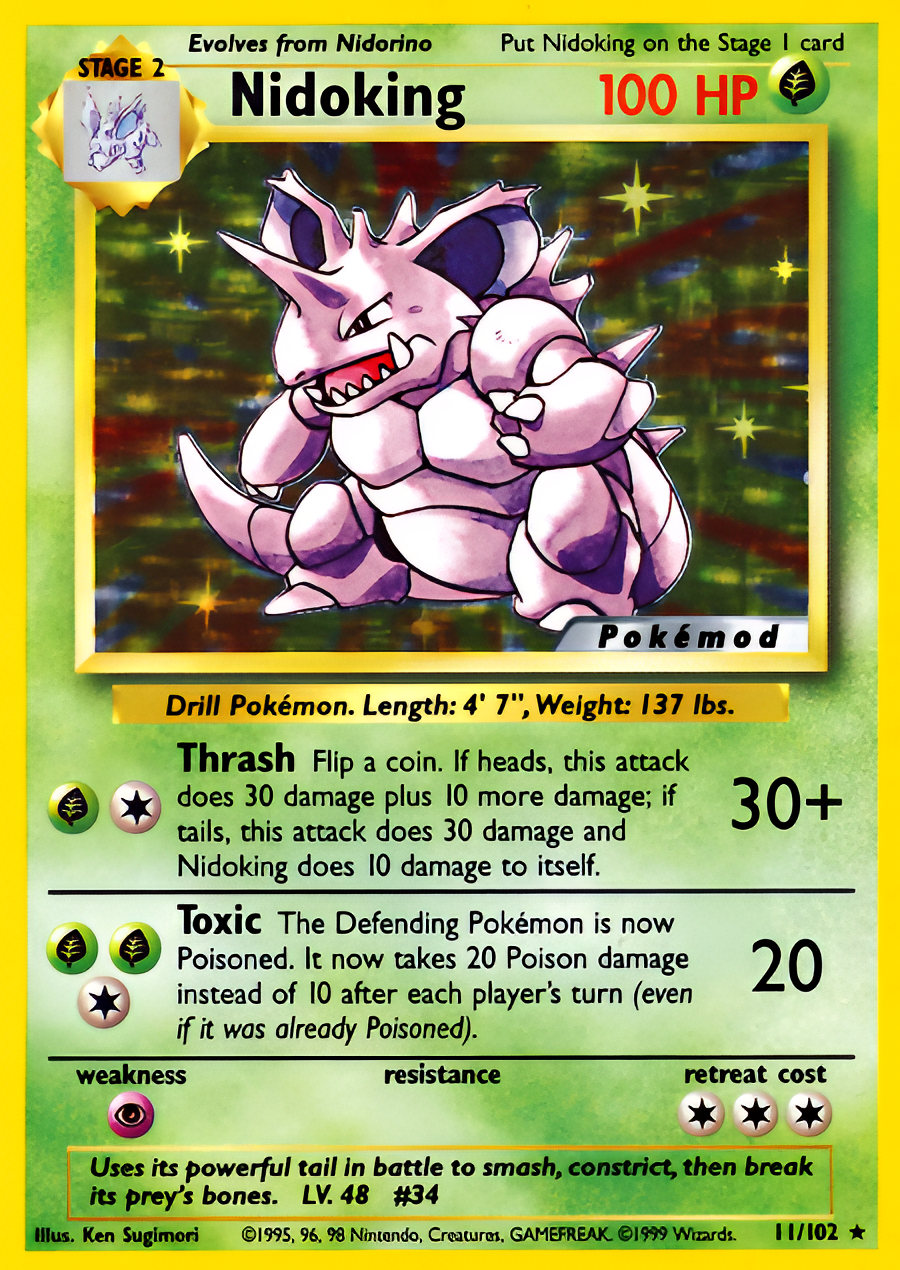 Evolves from Nidorino Put Nidoking on the Stage 1 card
STAGE 2
Nidoking 100 HP
Pokémod
Drill Pokémon. Length: 4' 7", Weight: 137 lbs.
Thrash Flip a coin. If heads, this attack
does 30 damage plus 10 more damage; if
tails, this attack does 30 damage and
Nidoking does 10 damage to itself.
30+
Toxic The Defending Pokémon is now
Poisoned. It now takes 20 Poison damage
instead of 10 after each player's turn (even
if it was already Poisoned).
20
weakness resistance retreat cost
Uses its powerful tail in battle to smash, constrict, then break
its prey's bones. LV. 48 #34
Illus. Ken Sugimori ©1995, 96, 98 Nintendo, Creatures, GAMEFREAK. ©1999 Wizards. 11/102 ★